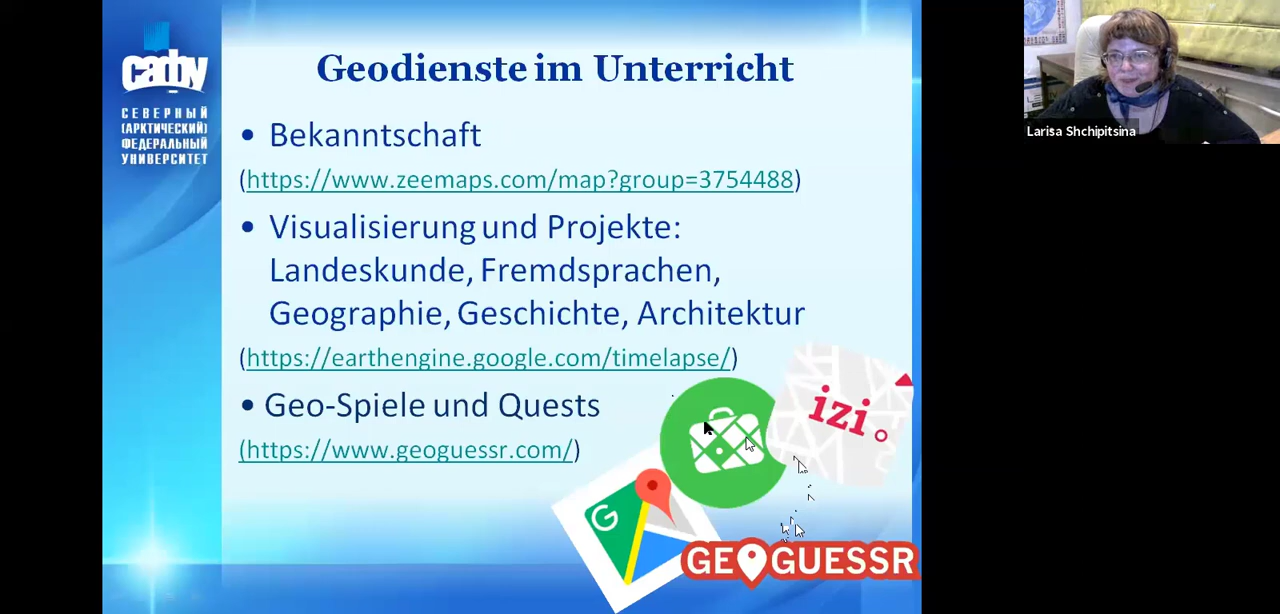 сафу
СЕВЕРНЫЙ
(АРКТИЧЕСКИЙ)
ФЕДЕРАЛЬНЫЙ
УНИВЕРСИТЕТ
Geodienste im Unterricht
• Bekanntschaft
(https://www.zeemaps.com/map?group=3754488)
• Visualisierung und Projekte:
Landeskunde, Fremdsprachen,
Geographie, Geschichte, Architektur
(https://earthengine.google.com/timelapse/)
• Geo-Spiele und Quests
(https://www.geoguessr.com/)
izi.
G
GEOGUESSR
Larisa Shchipitsina